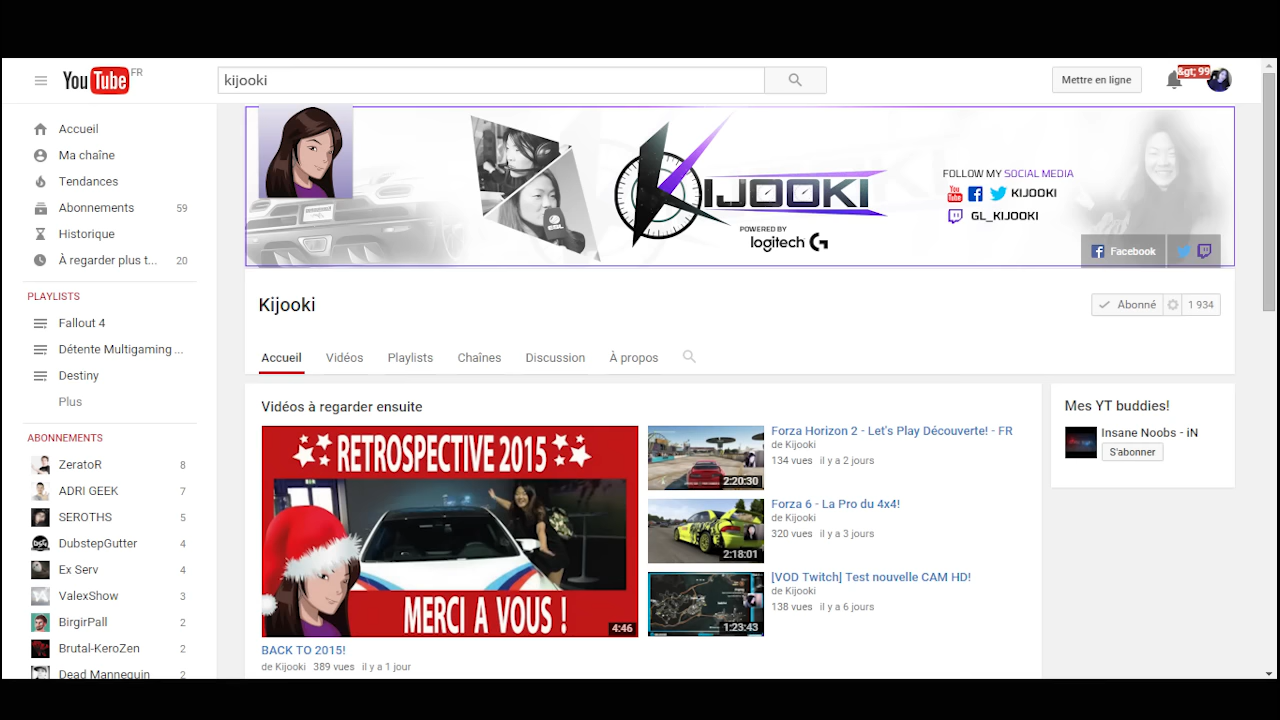 YouTube FR
kijooki
Mettre en ligne
&gt; 99
Accueil
Ma chaîne
Tendances
Abonnements 59
Historique
À regarder plus t... 20
PLAYLISTS
Fallout 4
Détente Multigaming ...
Destiny
Plus
ABONNEMENTS
ZeratoR 8
ADRI GEEK 7
SEROTHS 5
DubstepGutter 4
Ex Serv 4
ValexShow 3
BirgirPall 2
Brutal-KeroZen 2
Dead Mannequin
KIJOOKI
POWERED BY
logitech G
ESL
FOLLOW MY SOCIAL MEDIA
You Tube KIJOOKI
GL_KIJOOKI
Facebook
Kijooki
Abonné 1 934
Accueil Vidéos Playlists Chaînes Discussion À propos
Vidéos à regarder ensuite
RETROSPECTIVE 2015
MERCI A VOUS !
4:46
BACK TO 2015!
de Kijooki 389 vues il y a 1 jour
2:20:30
Forza Horizon 2 - Let's Play Découverte! - FR
de Kijooki
134 vues il y a 2 jours
2:18:01
Forza 6 - La Pro du 4x4!
de Kijooki
320 vues il y a 3 jours
1:23:43
[VOD Twitch] Test nouvelle CAM HD!
de Kijooki
138 vues il y a 6 jours
Mes YT buddies!
Insane Noobs - iN
S'abonner